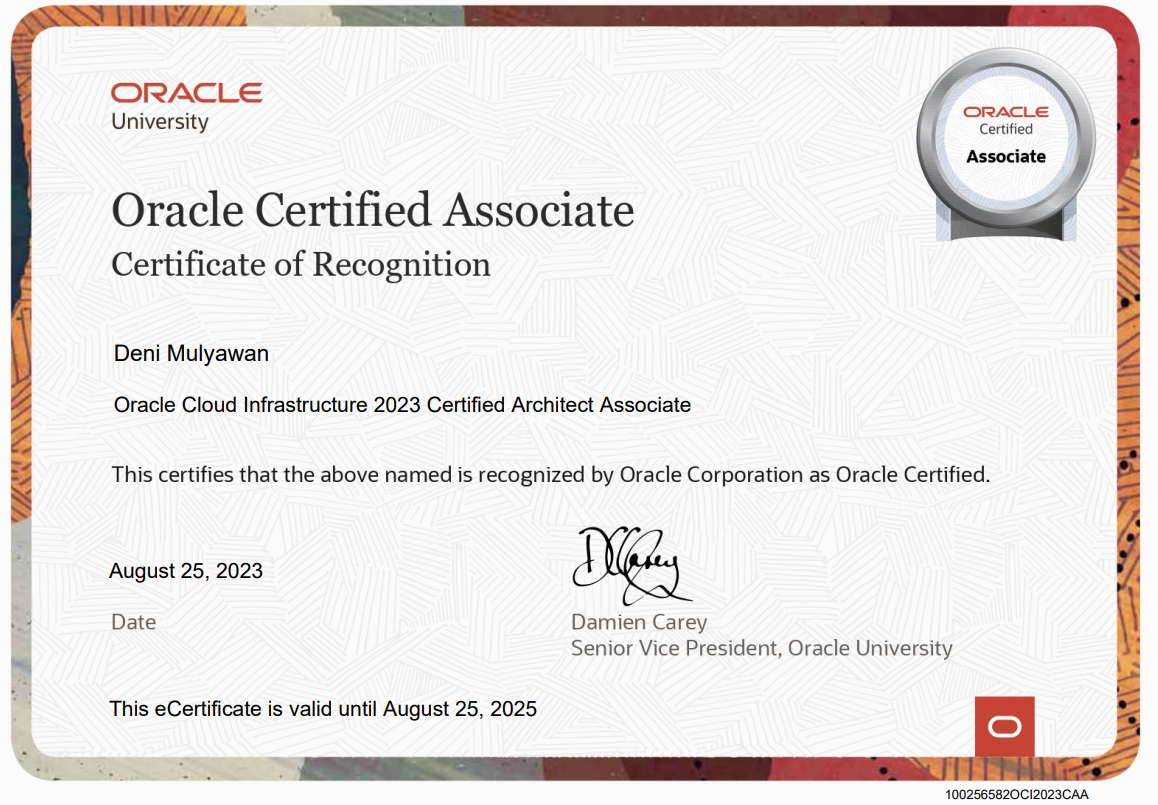 ORACLE
University
ORACLE
Certified
Associate
Oracle Certified Associate
Certificate of Recognition
Deni Mulyawan
Oracle Cloud Infrastructure 2023 Certified Architect Associate
This certifies that the above named is recognized by Oracle Corporation as Oracle Certified.
August 25, 2023
Date
DCCarey
Damien Carey
Senior Vice President, Oracle University
This eCertificate is valid until August 25, 2025
100256582OCI2023CAA